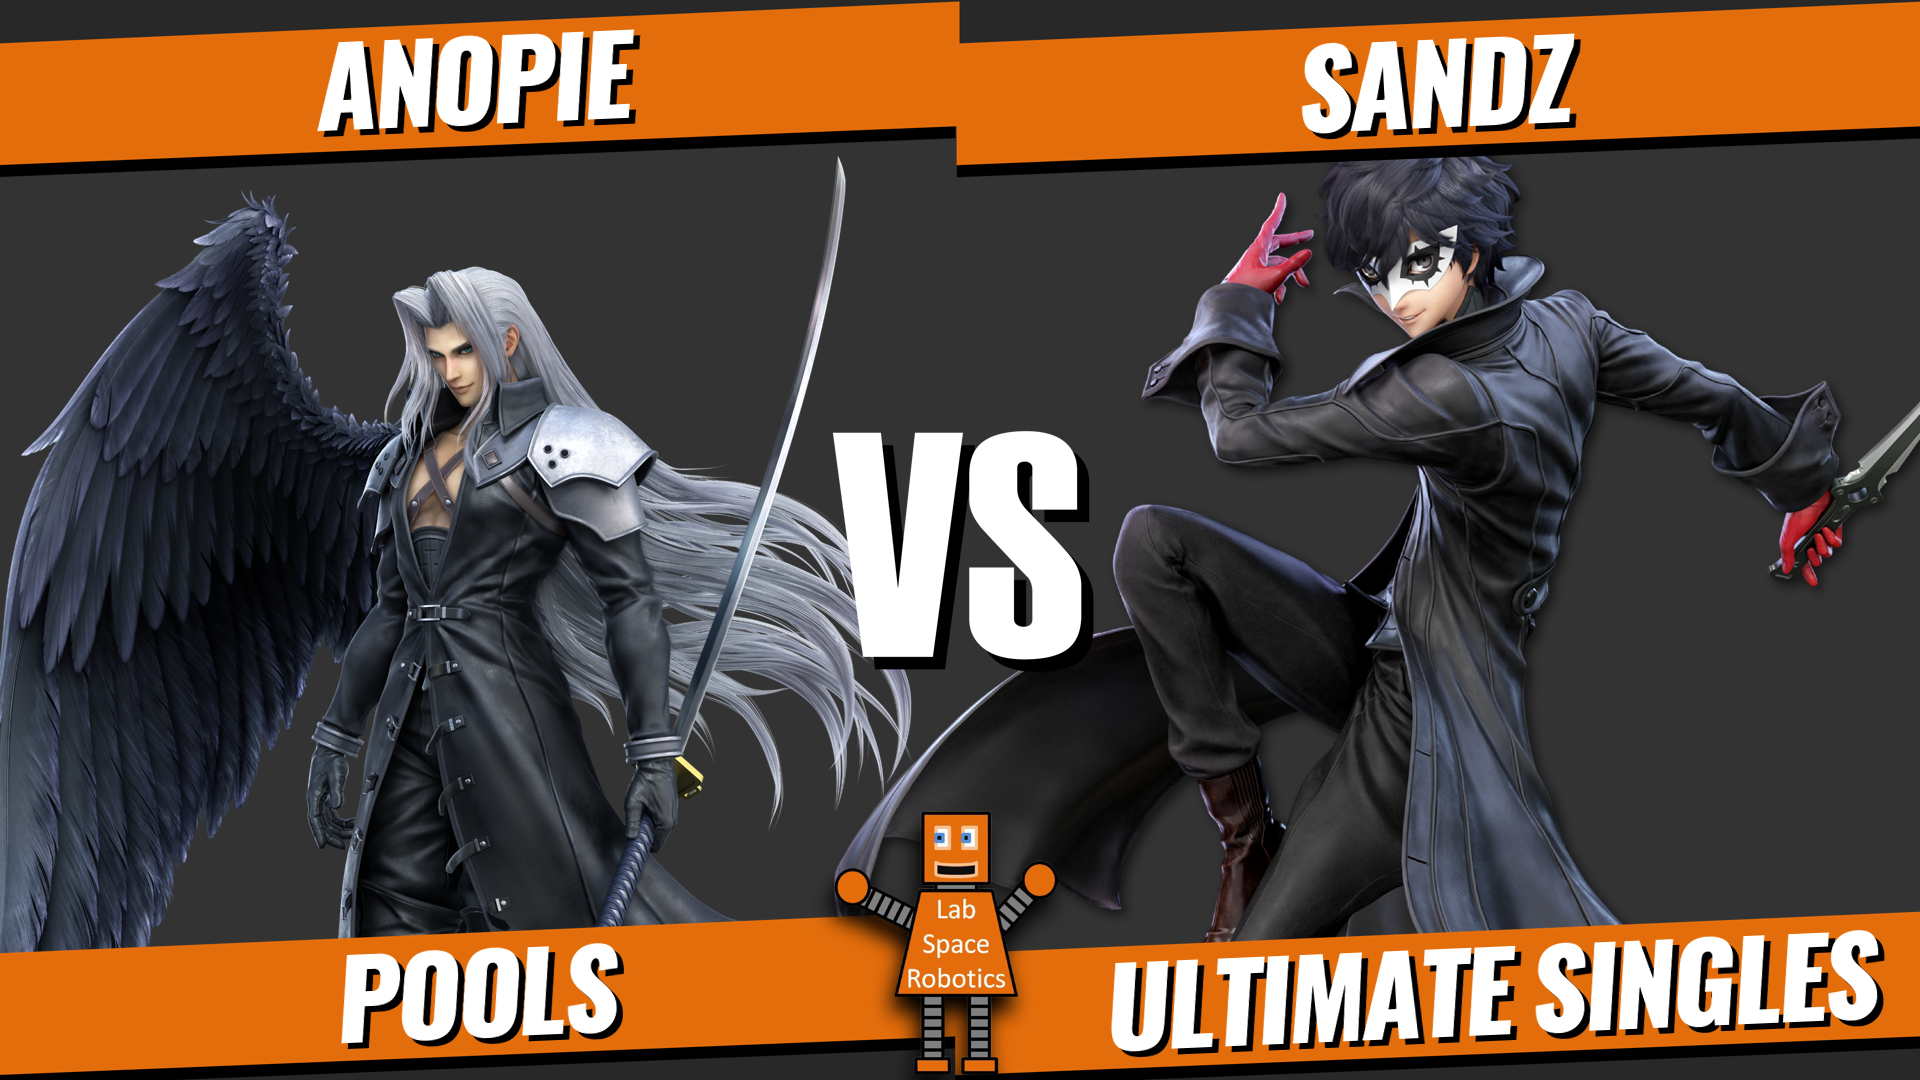 ANOPIE
SANDZ
VS
Lab
Space
Robotics
POOLS
ULTIMATE SINGLES